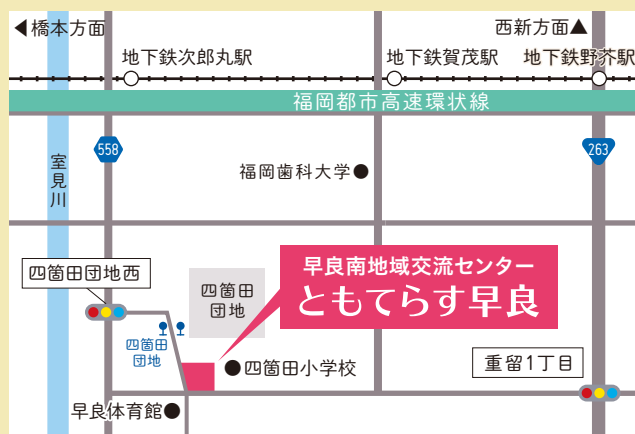 ◀橋本方面
西新方面▲
地下鉄次郎丸駅
地下鉄賀茂駅
地下鉄野芥駅
福岡都市高速環状線
室見川
558
263
福岡歯科大学●
四箇田団地西
四箇田
団地
早良南地域交流センター
ともてらす早良
四箇田
団地
●四箇田小学校
重留1丁目
早良体育館●